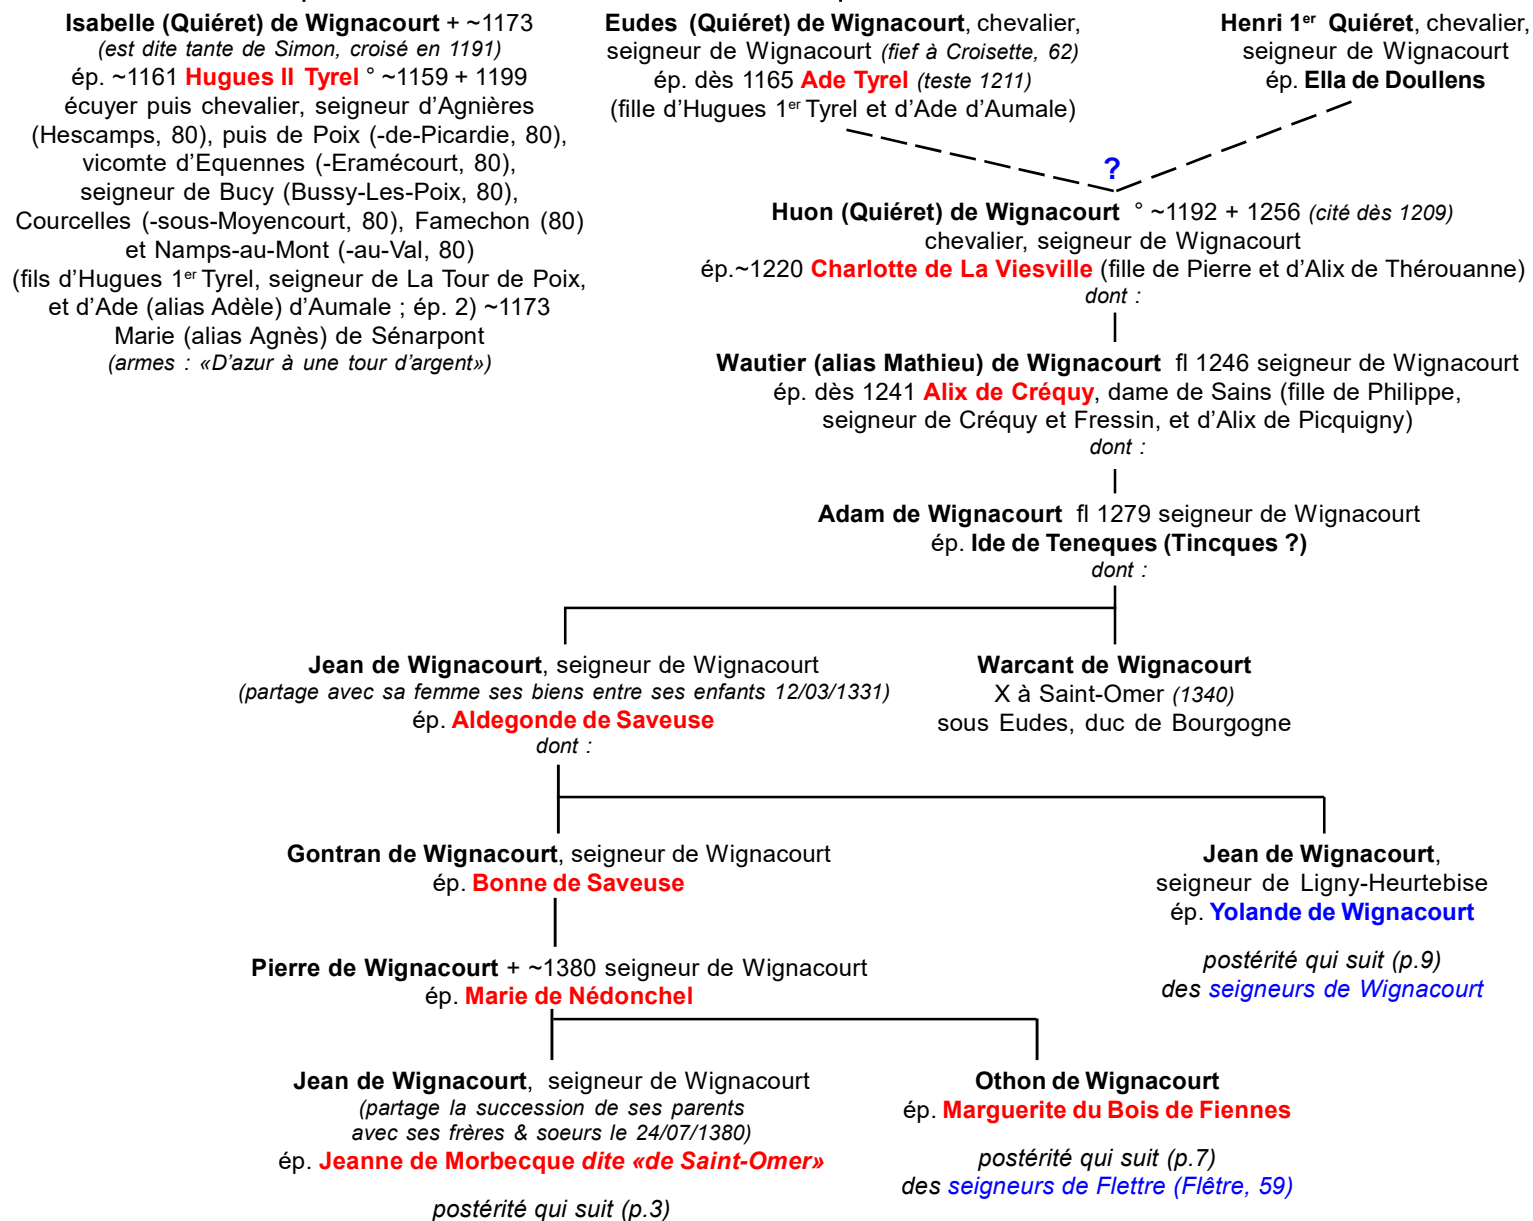 Isabelle (Quiéret) de Wignacourt + ~1173
(est dite tante de Simon, croisé en 1191)
ép. ~1161 Hugues II Tyrel ° ~1159 + 1199
écuyer puis chevalier, seigneur d'Agnières
(Hescamps, 80), puis de Poix (-de-Picardie, 80),
vicomte d'Equennes (-Eramécourt, 80),
seigneur de Bucy (Bussy-Les-Poix, 80),
Courcelles (-sous-Moyencourt, 80), Famechon (80)
et Namps-au-Mont (-au-Val, 80)
(fils d'Hugues 1er Tyrel, seigneur de La Tour de Poix,
et d'Ade (alias Adèle) d'Aumale ; ép. 2) ~1173
Marie (alias Agnès) de Sénarpont
(armes : «D'azur à une tour d'argent»)
Eudes (Quiéret) de Wignacourt, chevalier,
seigneur de Wignacourt (fief à Croisette, 62)
ép. dès 1165 Ade Tyrel (teste 1211)
(fille d'Hugues 1er Tyrel et d'Ade d'Aumale)
Henri 1er Quiéret, chevalier,
seigneur de Wignacourt
ép. Ella de Doullens
?
Huon (Quiéret) de Wignacourt ° ~1192 + 1256 (cité dès 1209)
chevalier, seigneur de Wignacourt
ép.~1220 Charlotte de La Viesville (fille de Pierre et d'Alix de Thérouanne)
dont :
Wautier (alias Mathieu) de Wignacourt fl 1246 seigneur de Wignacourt
ép. dès 1241 Alix de Créquy, dame de Sains (fille de Philippe,
seigneur de Créquy et Fressin, et d'Alix de Picquigny)
dont :
Adam de Wignacourt fl 1279 seigneur de Wignacourt
ép. Ide de Teneques (Tincques ?)
dont :
Jean de Wignacourt, seigneur de Wignacourt
(partage avec sa femme ses biens entre ses enfants 12/03/1331)
ép. Aldegonde de Saveuse
dont :
Warcant de Wignacourt
X à Saint-Omer (1340)
sous Eudes, duc de Bourgogne
Gontran de Wignacourt, seigneur de Wignacourt
ép. Bonne de Saveuse
Jean de Wignacourt,
seigneur de Ligny-Heurtebise
ép. Yolande de Wignacourt
postérité qui suit (p.9)
des seigneurs de Wignacourt
Pierre de Wignacourt + ~1380 seigneur de Wignacourt
ép. Marie de Nédonchel
Jean de Wignacourt, seigneur de Wignacourt
(partage la succession de ses parents
avec ses frères & soeurs le 24/07/1380)
ép. Jeanne de Morbecque dite «de Saint-Omer»
postérité qui suit (p.3)
Othon de Wignacourt
ép. Marguerite du Bois de Fiennes
postérité qui suit (p.7)
des seigneurs de Flettre (Flêtre, 59)